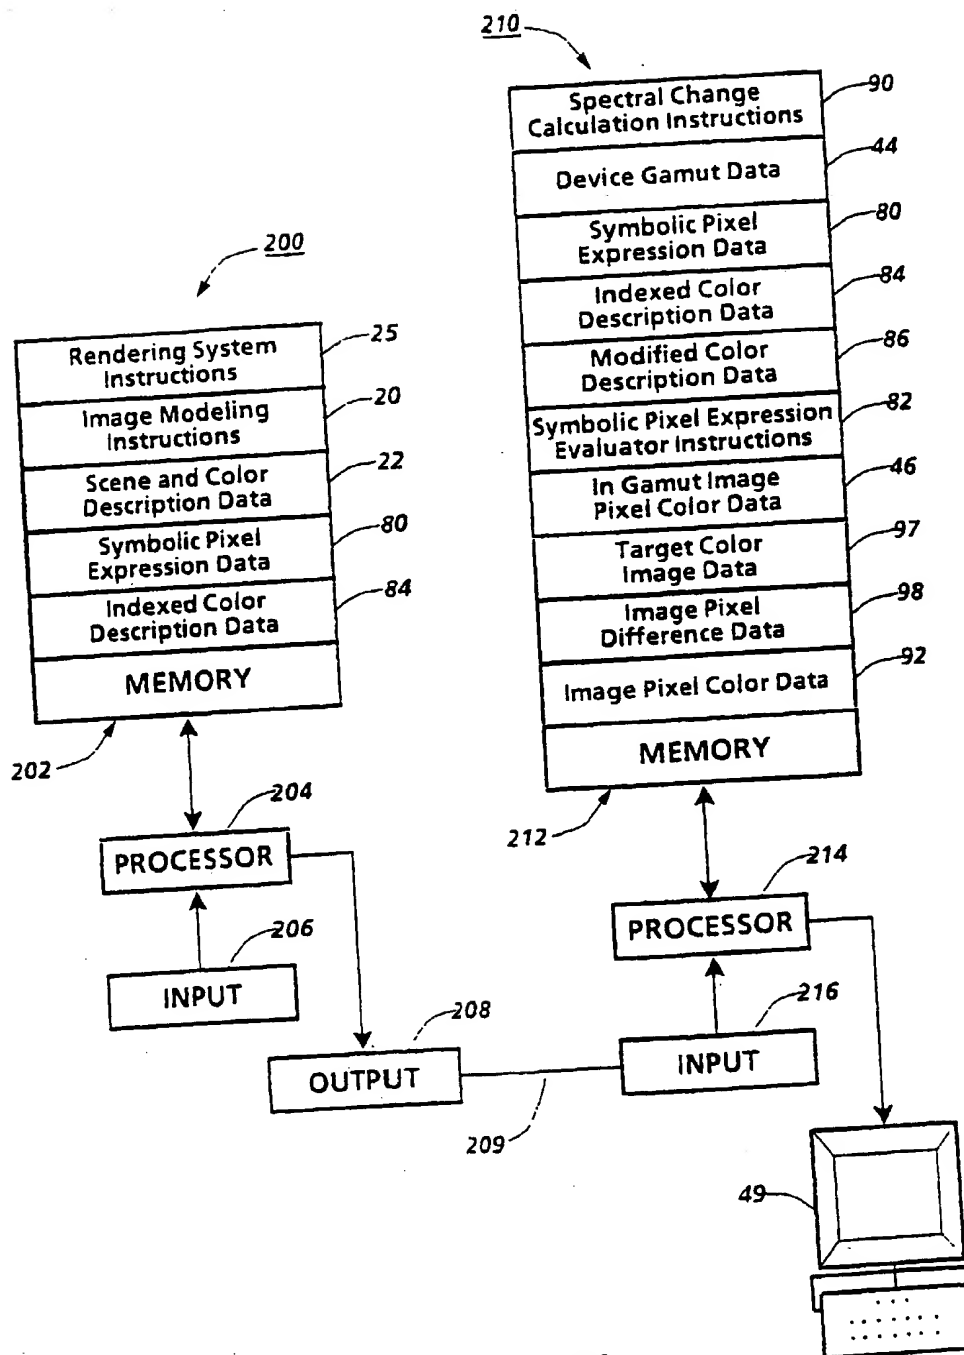 210
Spectral Change
Calculation Instructions
90
Device Gamut Data
44
Symbolic Pixel
Expression Data
80
Indexed Color
Description Data
84
Modified Color
Description Data
86
Symbolic Pixel Expression
Evaluator Instructions
82
In Gamut Image
Pixel Color Data
46
Target Color
Image Data
97
Image Pixel
Difference Data
98
Image Pixel Color Data
92
MEMORY
212
200
Rendering System
Instructions
25
Image Modeling
Instructions
20
Scene and Color
Description Data
22
Symbolic Pixel
Expression Data
80
Indexed Color
Description Data
84
MEMORY
202
204
PROCESSOR
206
INPUT
208
OUTPUT
209
214
PROCESSOR
216
INPUT
49